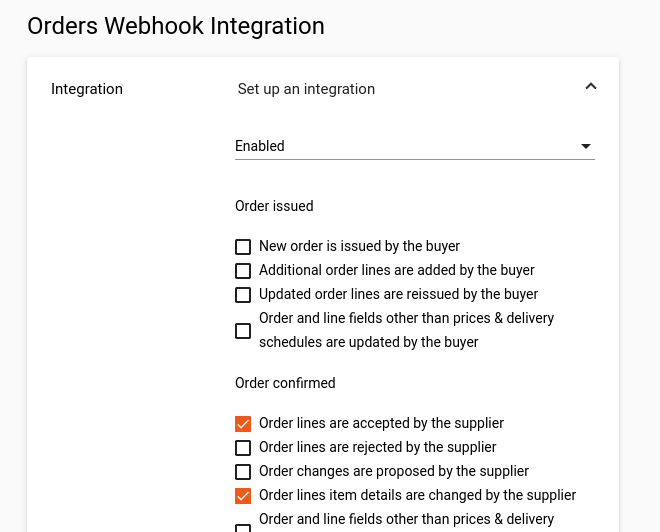 Orders Webhook Integration
Integration
Set up an integration
Enabled
Order issued
New order is issued by the buyer
Additional order lines are added by the buyer
Updated order lines are reissued by the buyer
Order and line fields other than prices & delivery
schedules are updated by the buyer
Order confirmed
Order lines are accepted by the supplier
Order lines are rejected by the supplier
Order changes are proposed by the supplier
Order lines item details are changed by the supplier
Order and line fields other than prices & delivery